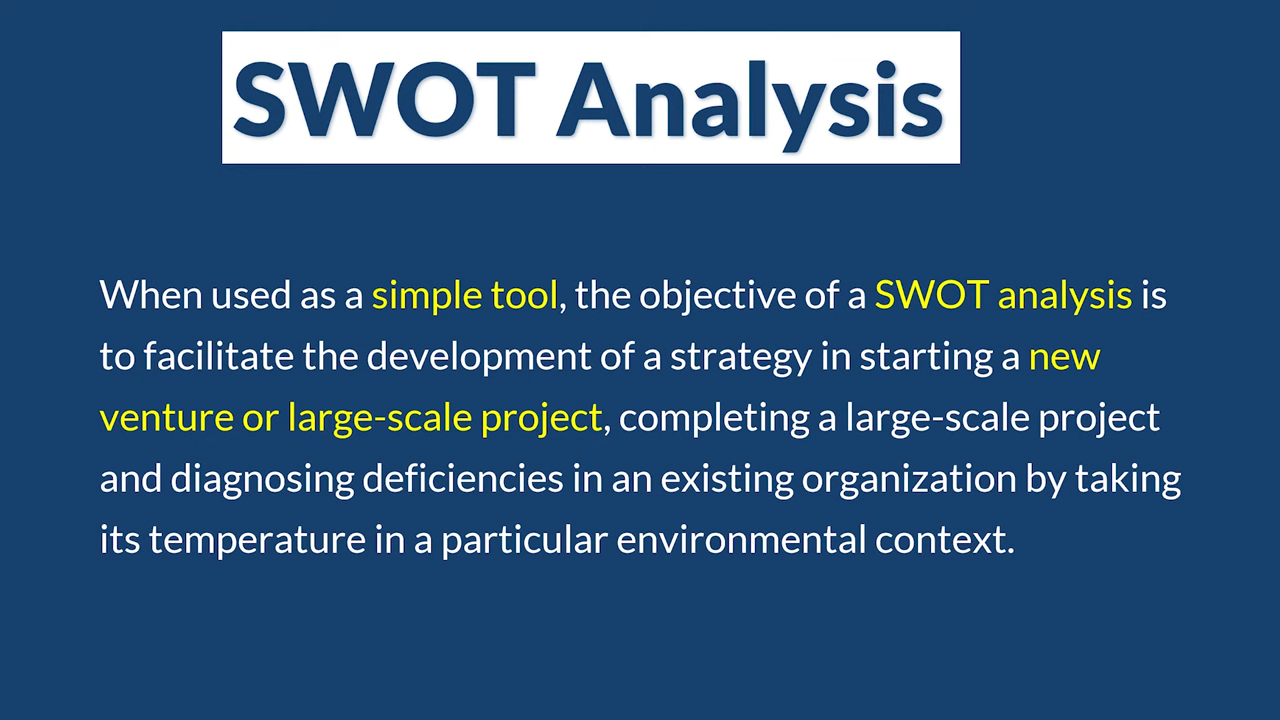 SWOT Analysis
When used as a simple tool, the objective of a SWOT analysis is
to facilitate the development of a strategy in starting a new
venture or large-scale project, completing a large-scale project
and diagnosing deficiencies in an existing organization by taking
its temperature in a particular environmental context.